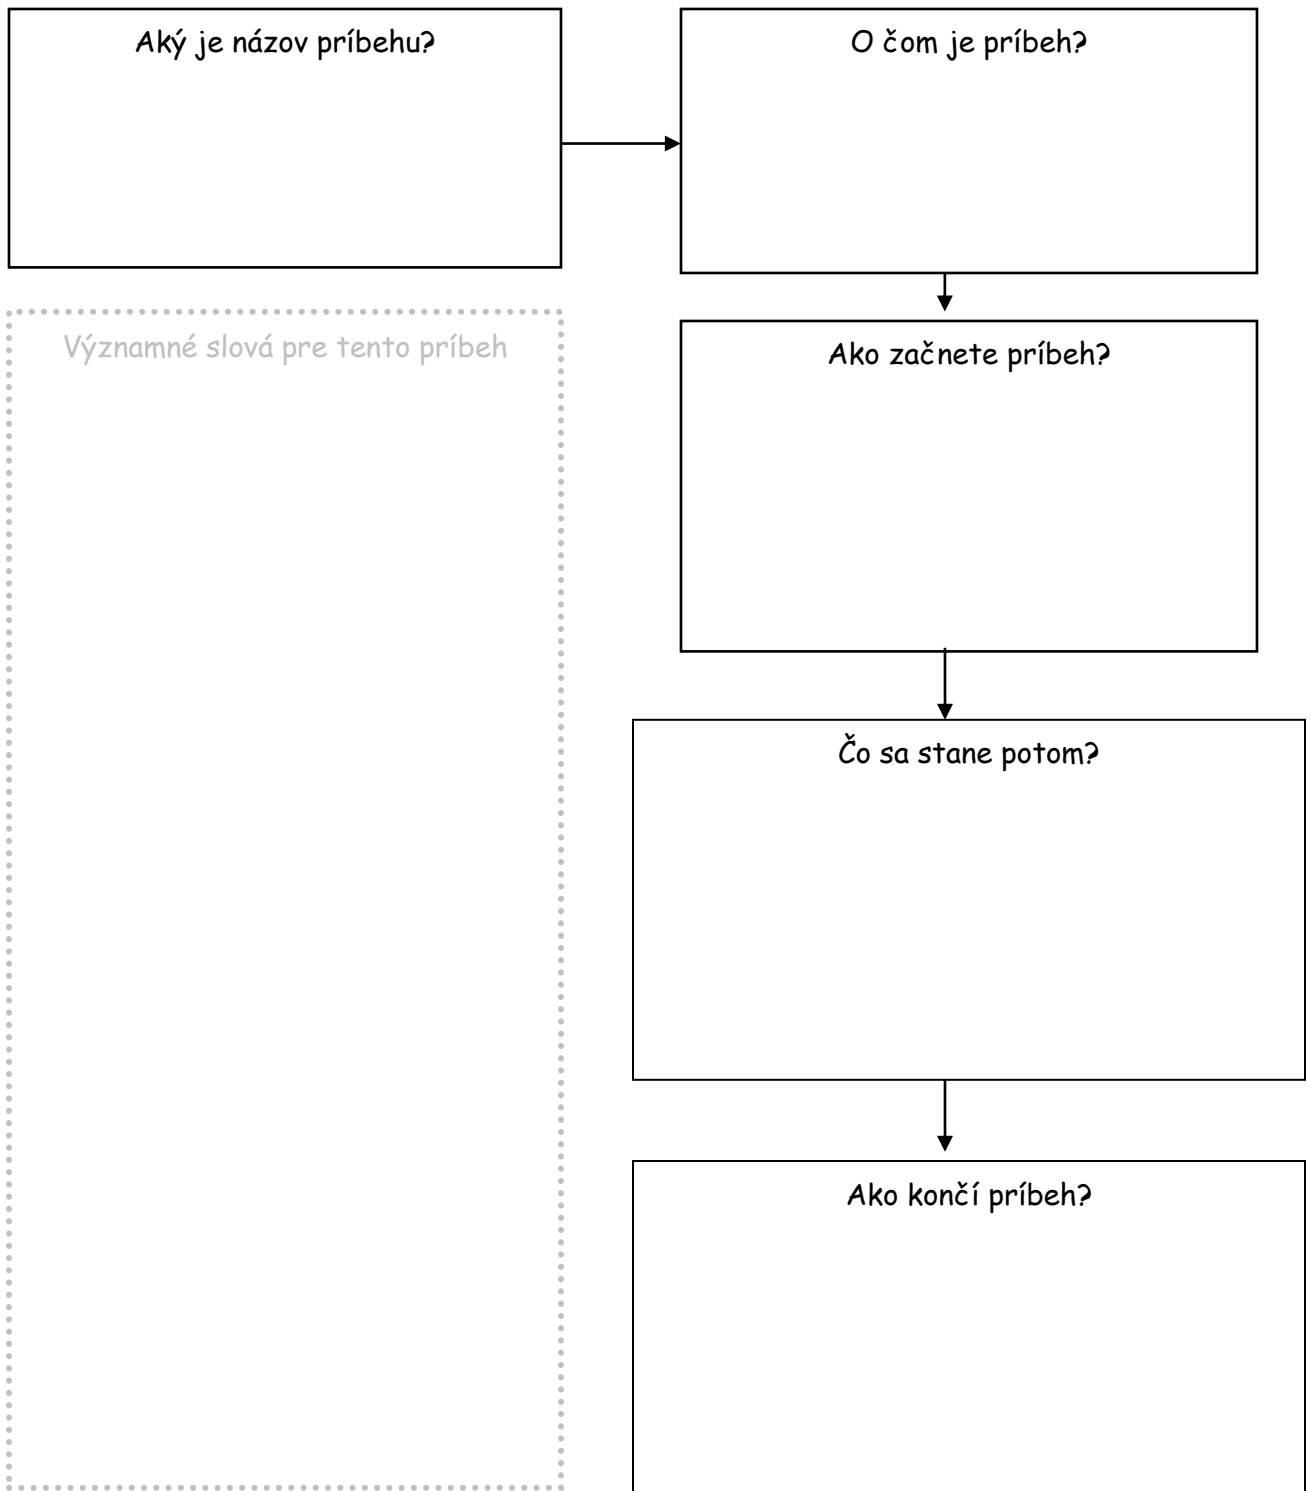 Aký je názov príbehu?
O čom je príbeh?
Významné slová pre tento príbeh
Ako začnete príbeh?
Čo sa stane potom?
Ako končí príbeh?